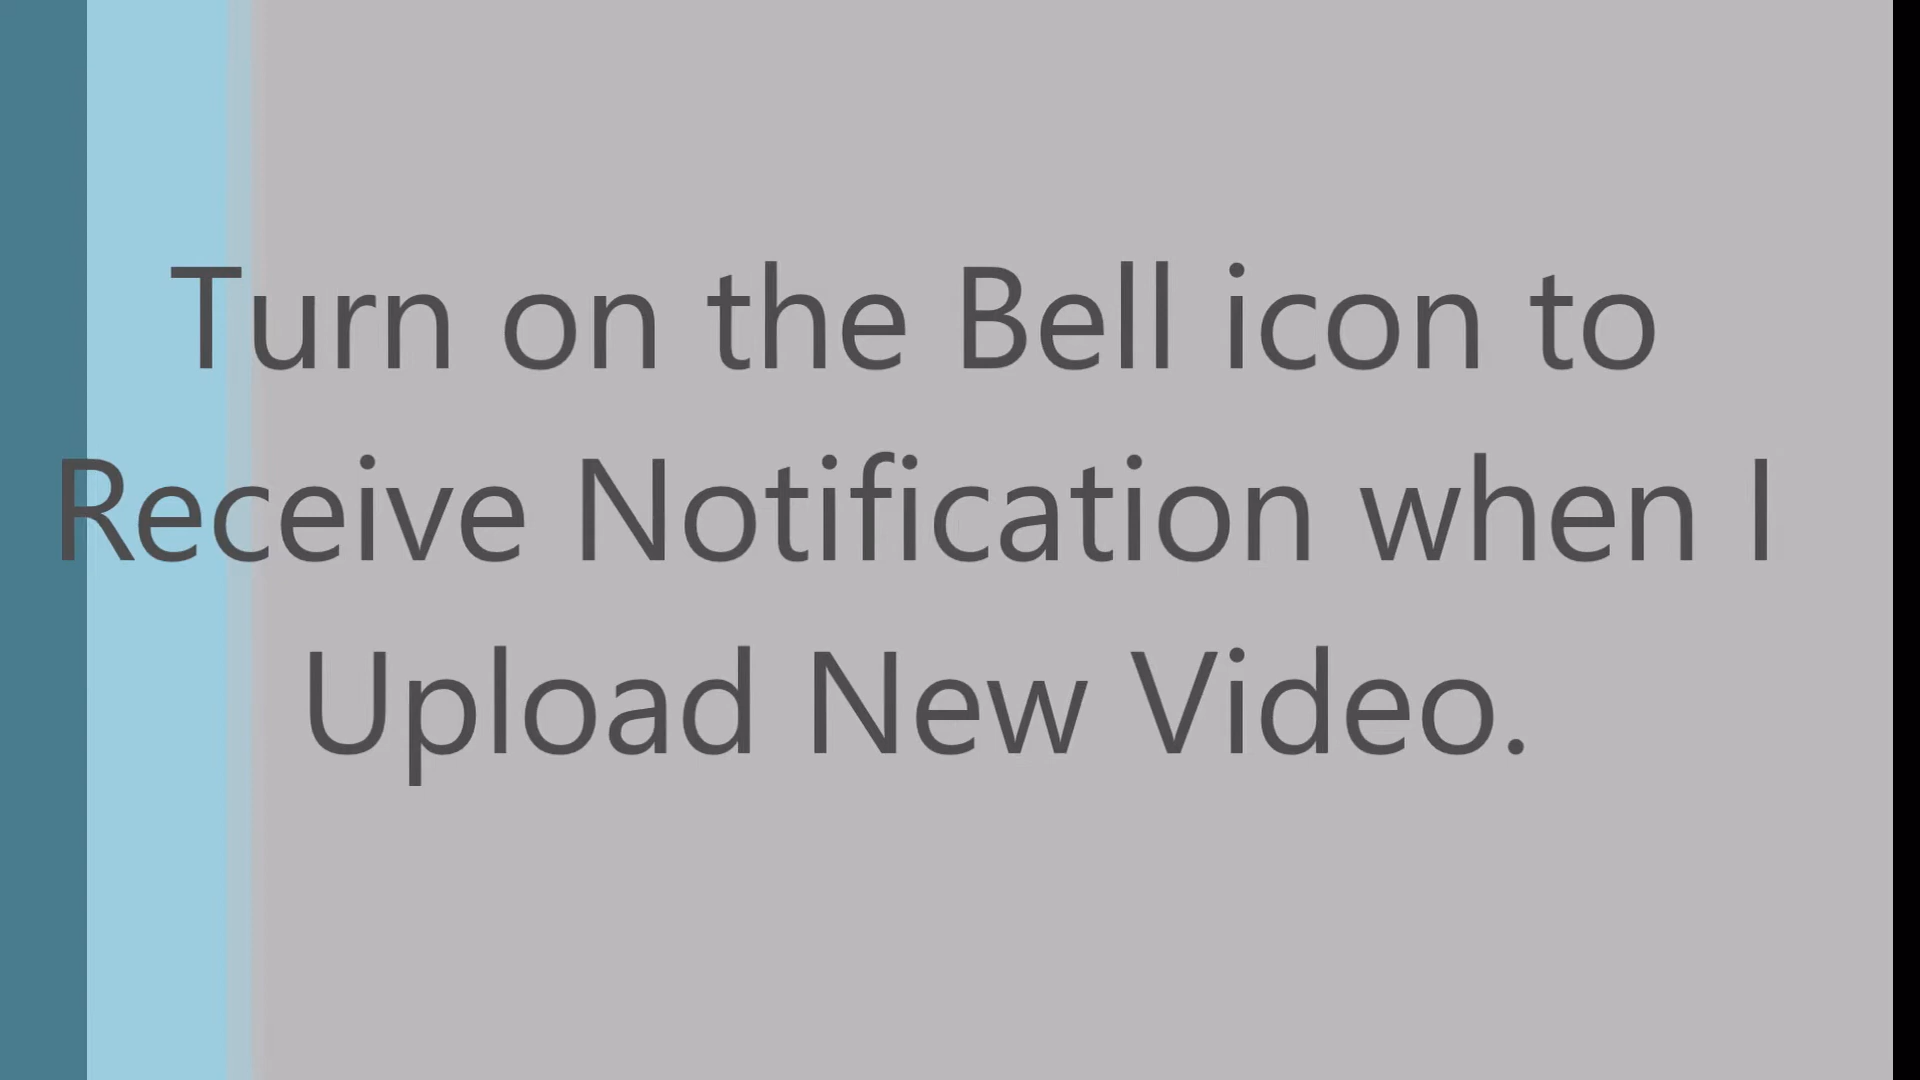 Turn on the Bell icon to
Receive Notification when I
Upload New Video.